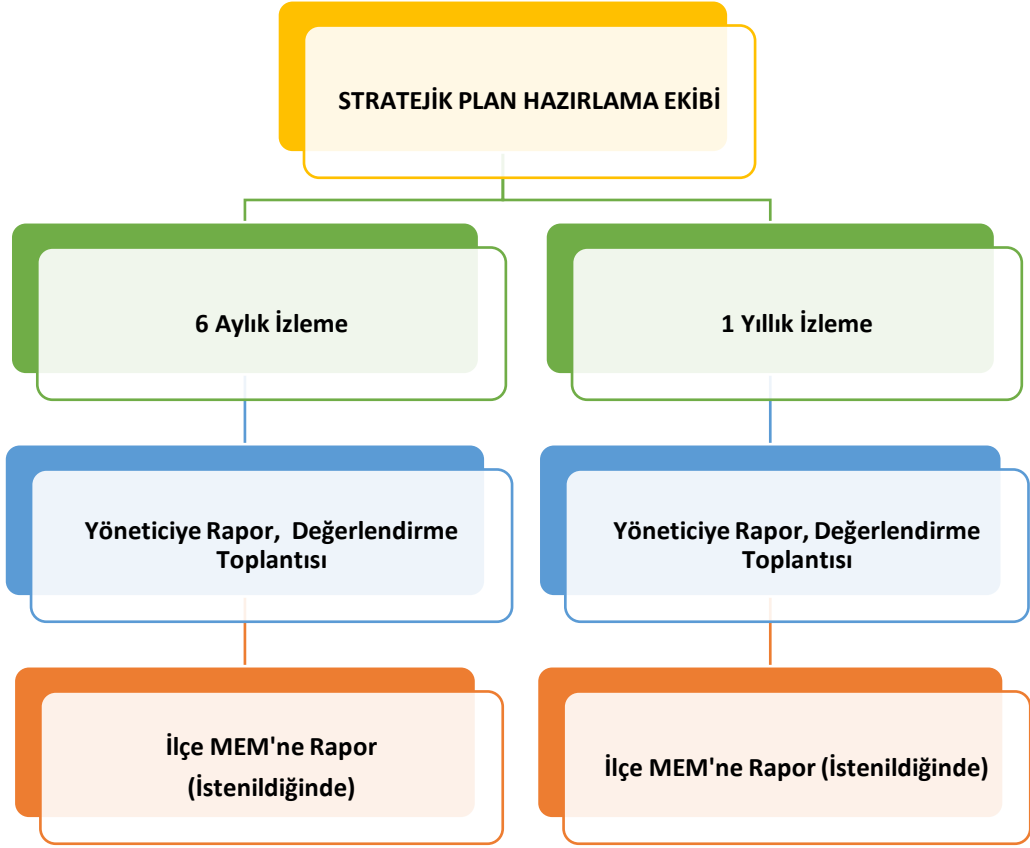 STRATEJİK PLAN HAZIRLAMA EKİBİ
6 Aylık İzleme
1 Yıllık İzleme
Yöneticiye Rapor, Değerlendirme
Toplantısı
Yöneticiye Rapor, Değerlendirme
Toplantısı
İlçe MEM'ne Rapor
(İstenildiğinde)
İlçe MEM'ne Rapor (İstenildiğinde)